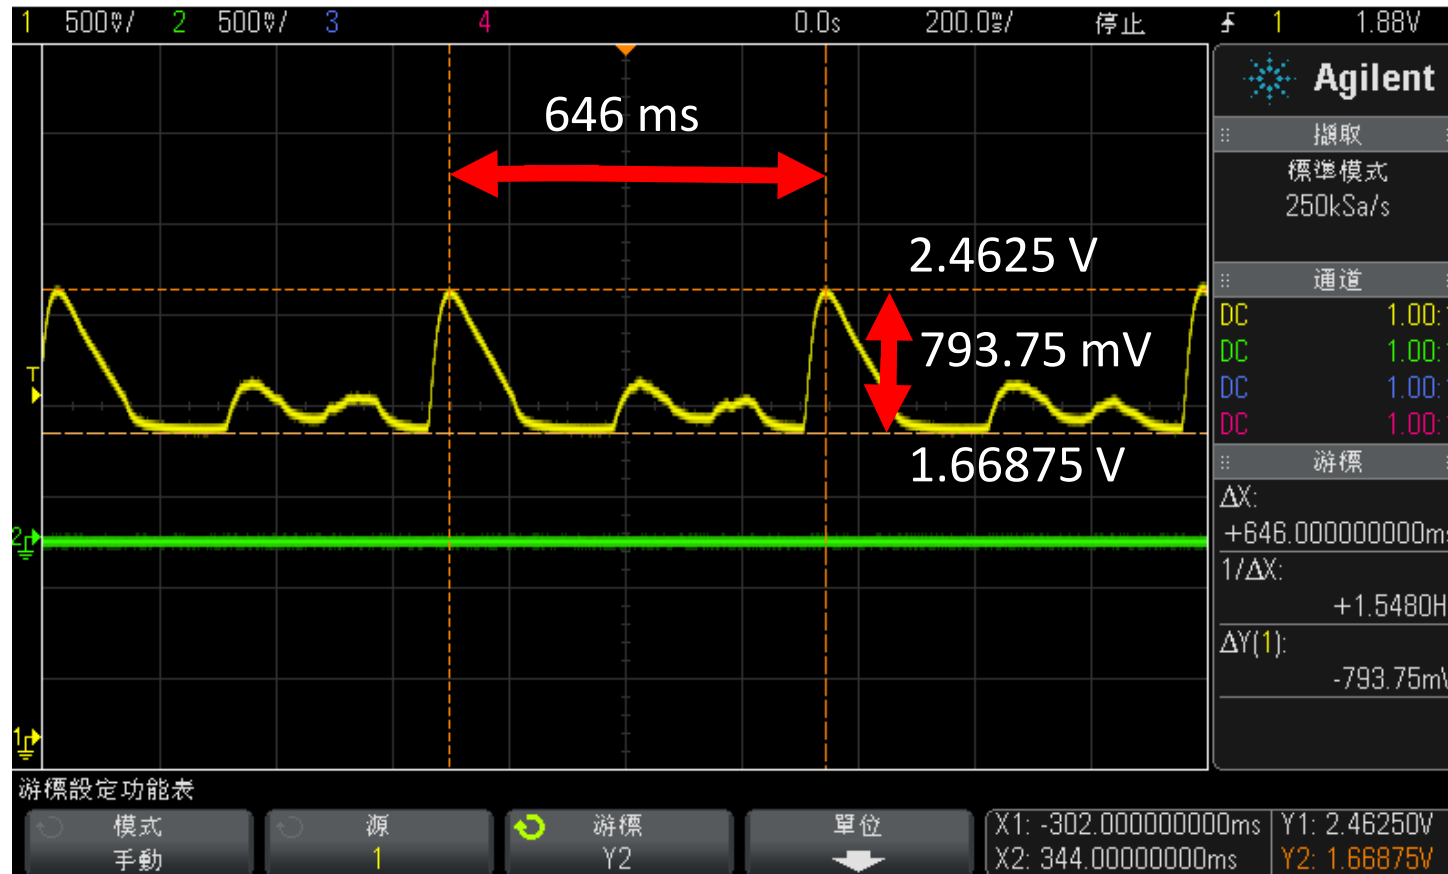 1 500mV/ 2 500mV/ 3 4 0.0s 200.0ms/ 停止 1 1.88V
Agilent
擷取
標準模式
250kSa/s
通道
DC 1.00:
DC 1.00:
DC 1.00:
DC 1.00:
游標
ΔX:
+646.000000000ms
1/ΔX:
+1.5480H
ΔY(1):
-793.75mV
646 ms
2.4625 V
793.75 mV
1.66875 V
T
2
1
游標設定功能表
模式
手動
源
1
游標
Y2
單位
X1: -302.000000000ms
X2: 344.00000000ms
Y1: 2.46250V
Y2: 1.66875V